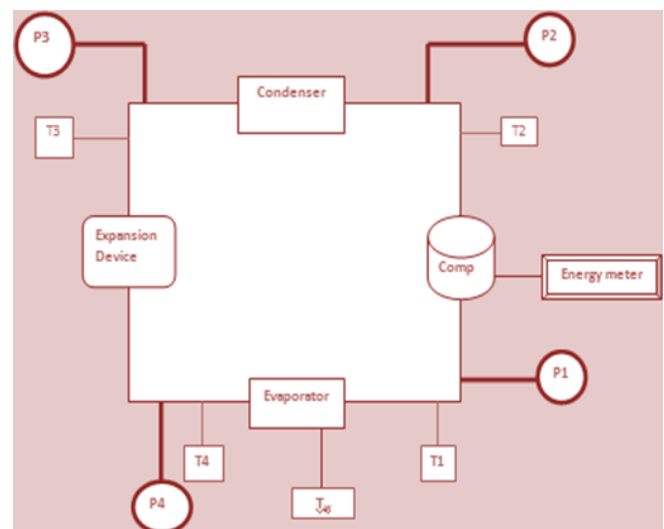 P3
P2
Condenser
T3
T2
Expansion
Device
Comp
Energy meter
P1
Evaporator
T4
T1
P4